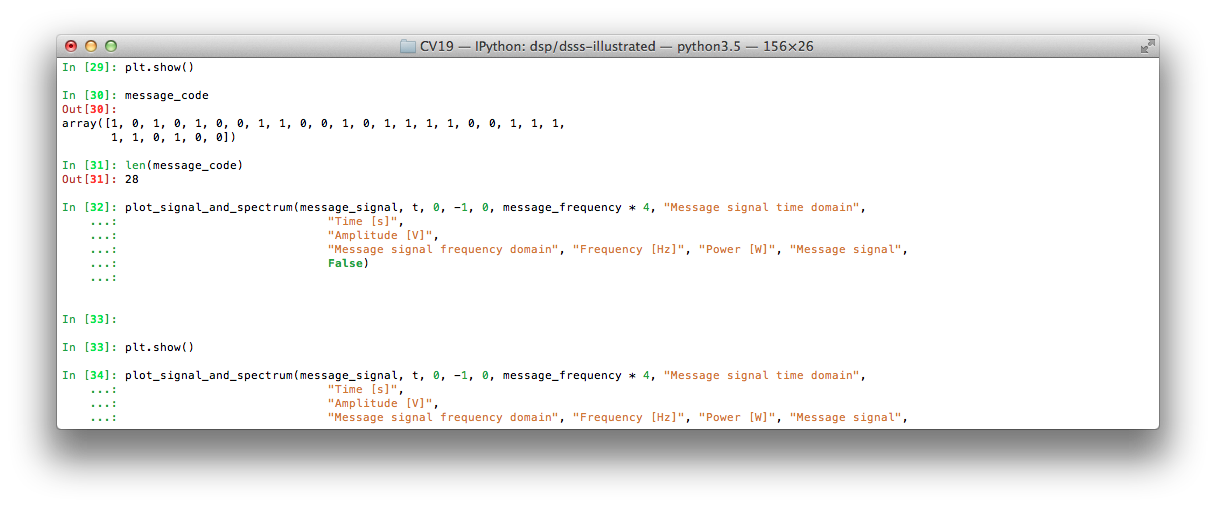 CV19 — IPython: dsp/dsss-illustrated — python3.5 — 156×26
In [29]: plt.show()
In [30]: message_code
Out[30]:
array([1, 0, 1, 0, 1, 0, 0, 1, 1, 0, 0, 1, 0, 1, 1, 1, 1, 0, 0, 1, 1, 1,
       1, 1, 0, 1, 0, 0])
In [31]: len(message_code)
Out[31]: 28
In [32]: plot_signal_and_spectrum(message_signal, t, 0, -1, 0, message_frequency * 4, "Message signal time domain",
    ...:                              "Time [s]",
    ...:                              "Amplitude [V]",
    ...:                              "Message signal frequency domain", "Frequency [Hz]", "Power [W]", "Message signal",
    ...:                              False)
    ...:
In [33]:
In [33]: plt.show()
In [34]: plot_signal_and_spectrum(message_signal, t, 0, -1, 0, message_frequency * 4, "Message signal time domain",
    ...:                              "Time [s]",
    ...:                              "Amplitude [V]",
    ...:                              "Message signal frequency domain", "Frequency [Hz]", "Power [W]", "Message signal",